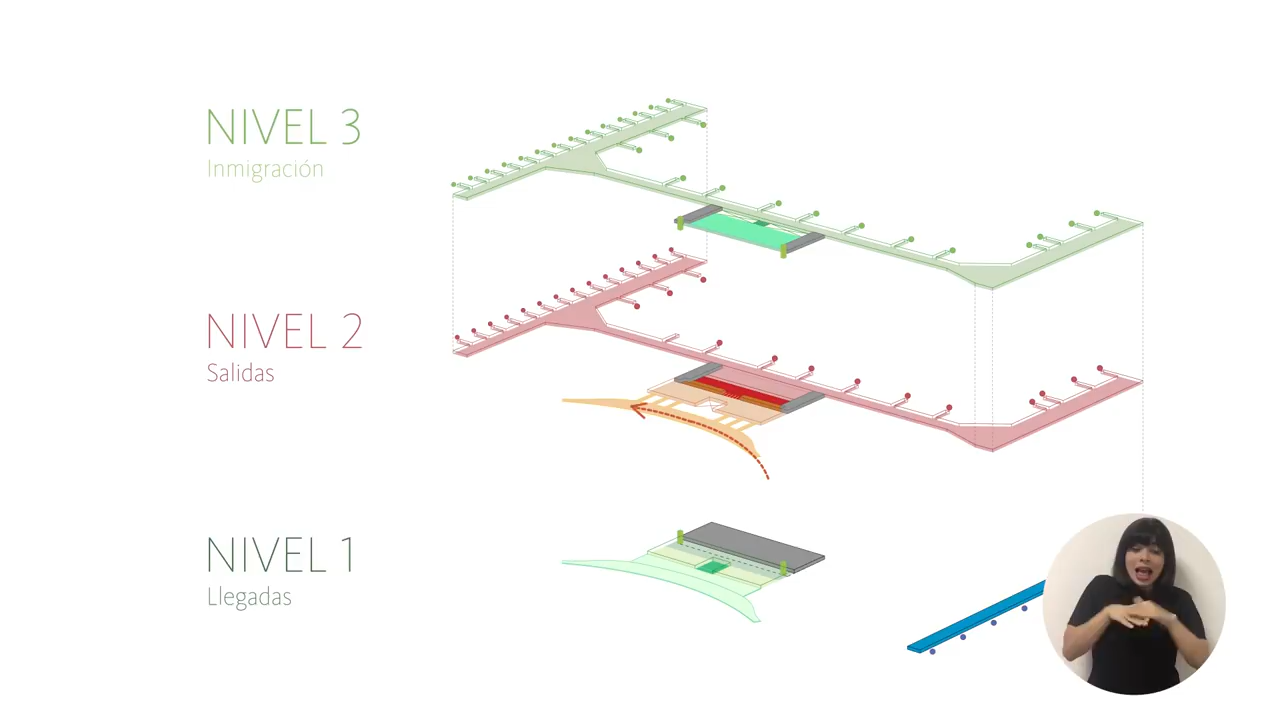 NIVEL 3
Inmigración
NIVEL 2
Salidas
NIVEL 1
Llegadas